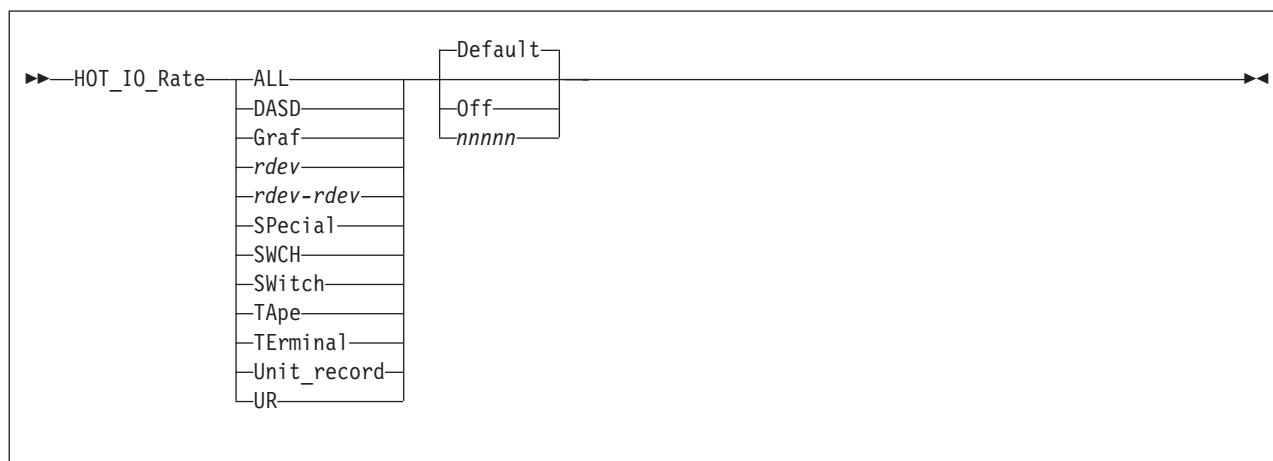 Default
HOT_IO_Rate ALL
DASD Off
Graf nnnnn
rdev
rdev-rdev
SPecial
SWCH
SWitch
TApe
TErminal
Unit_record
UR